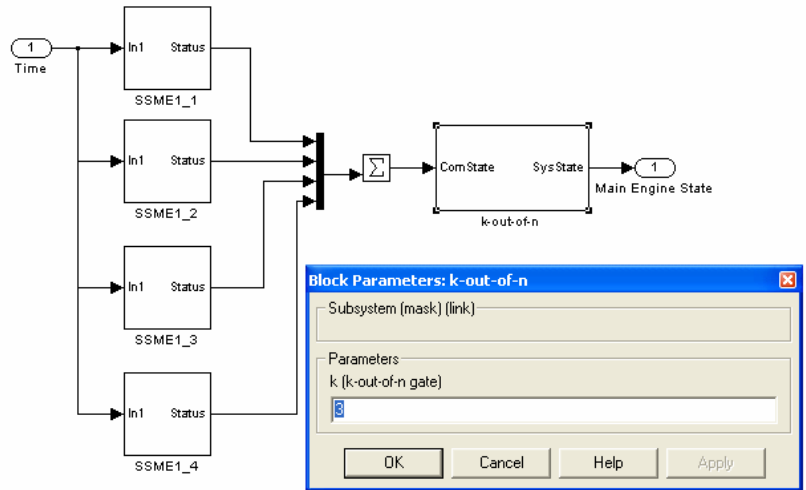 1
Time
In1 Status
SSME1_1
In1 Status
SSME1_2
In1 Status
SSME1_3
In1 Status
SSME1_4
Σ
ComState SysState
k-out-of-n
1
Main Engine State
Block Parameters: k-out-of-n
Subsystem (mask) (link)
Parameters
k (k-out-of-n gate)
3
OK Cancel Help Apply